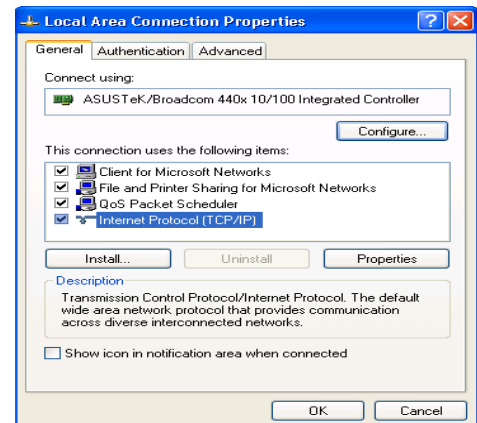 Local Area Connection Properties
General Authentication Advanced
Connect using:
ASUSTeK/Broadcom 440x 10/100 Integrated Controller
Configure...
This connection uses the following items:
Client for Microsoft Networks
File and Printer Sharing for Microsoft Networks
QoS Packet Scheduler
Internet Protocol (TCP/IP)
Install... Uninstall Properties
Description
Transmission Control Protocol/Internet Protocol. The default
wide area network protocol that provides communication
across diverse interconnected networks.
Show icon in notification area when connected
OK Cancel